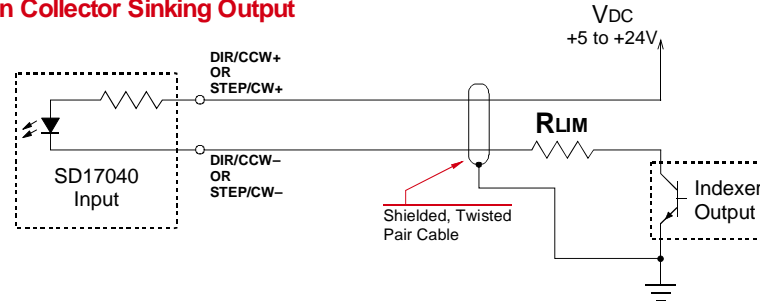 n Collector Sinking Output
VDC
+5 to +24V
DIR/CCW+
OR
STEP/CW+
RLIM
DIR/CCW–
OR
STEP/CW–
SD17040
Input
Indexer
Output
Shielded, Twisted
Pair Cable